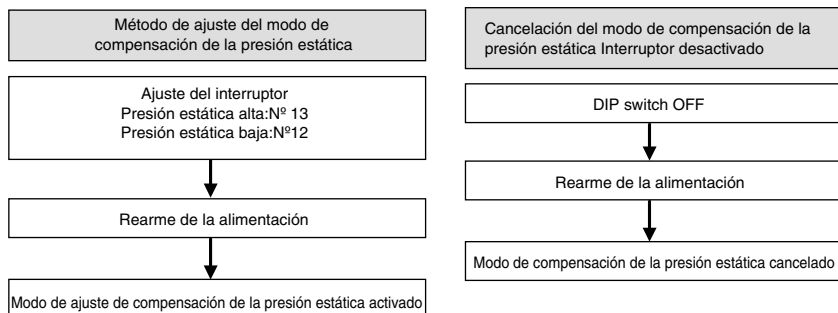 Método de ajuste del modo de
compensación de la presión estática
Ajuste del interruptor
Presión estática alta:Nº 13
Presión estática baja:Nº12
Rearme de la alimentación
Modo de ajuste de compensación de la presión estática activado
Cancelación del modo de compensación de la
presión estática Interruptor desactivado
DIP switch OFF
Rearme de la alimentación
Modo de compensación de la presión estática cancelado